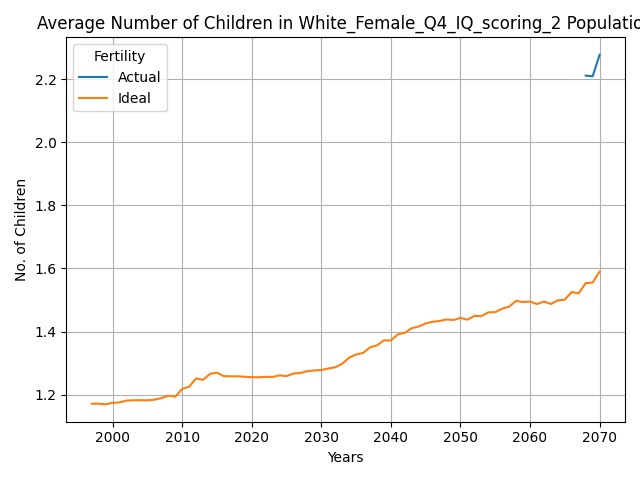 Average Number of Children in White_Female_Q4_IQ_scoring_2 Populatio
Fertility
Actual
Ideal
No. of Children
2.2
2.0
1.8
1.6
1.4
1.2
2000 2010 2020 2030 2040 2050 2060 2070
Years